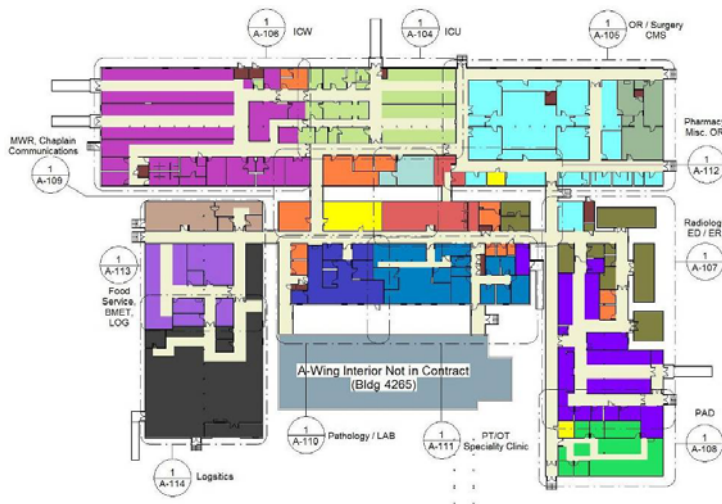 1
A-106
ICW
1
A-104
ICU
1
A-105
OR / Surgery
CMS
MWR, Chaplain
Communications
1
A-109
Pharmacy
Misc. OR
1
A-112
1
A-113
Food
Service,
BMET,
LOG
Radiology
ED / ER
1
A-107
A-Wing Interior Not in Contract
(Bldg 4265)
1
A-110
Pathology / LAB
1
A-111
PT/OT
Speciality Clinic
PAD
1
A-108
1
A-114
Logsitics